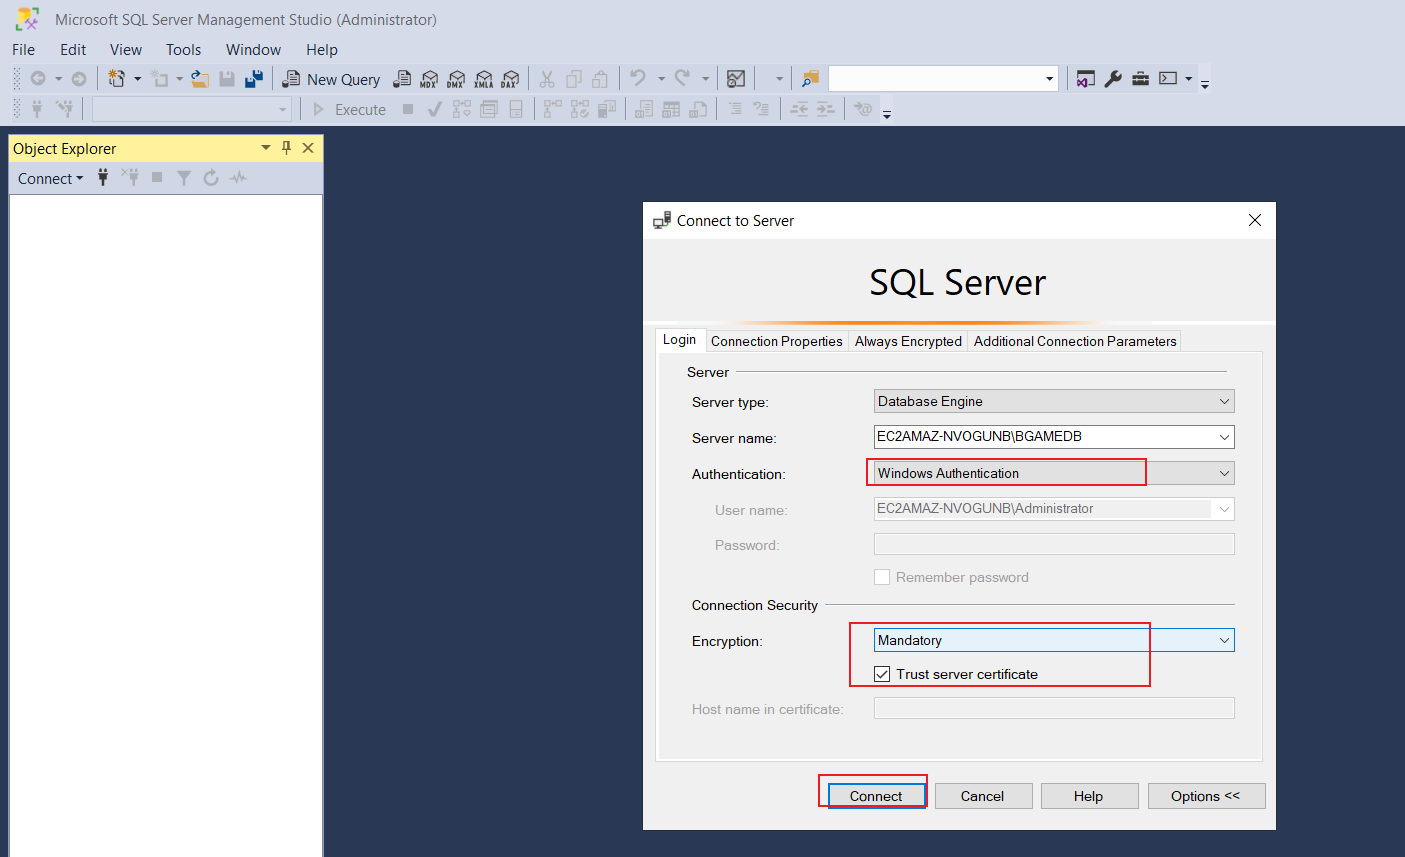 Microsoft SQL Server Management Studio (Administrator)
File Edit View Tools Window Help
New Query MDX DMX XMLA DAX
Execute
Object Explorer
Connect
Connect to Server
SQL Server
Login Connection Properties Always Encrypted Additional Connection Parameters
Server
Server type: Database Engine
Server name: EC2AMAZ-NVOGUNB\BGAMEDB
Authentication: Windows Authentication
User name: EC2AMAZ-NVOGUNB\Administrator
Password:
Remember password
Connection Security
Encryption: Mandatory
Trust server certificate
Host name in certificate:
Connect Cancel Help Options <<